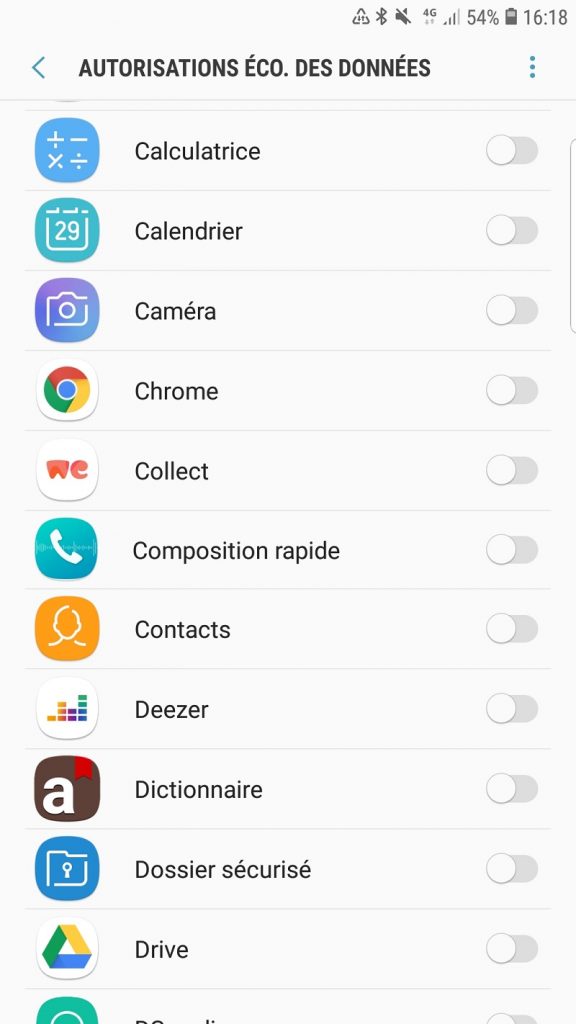 4G 54% 16:18
AUTORISATIONS ÉCO. DES DONNÉES
Calculatrice
29
Calendrier
Caméra
Chrome
we
Collect
Composition rapide
Contacts
Deezer
a
Dictionnaire
Dossier sécurisé
Drive